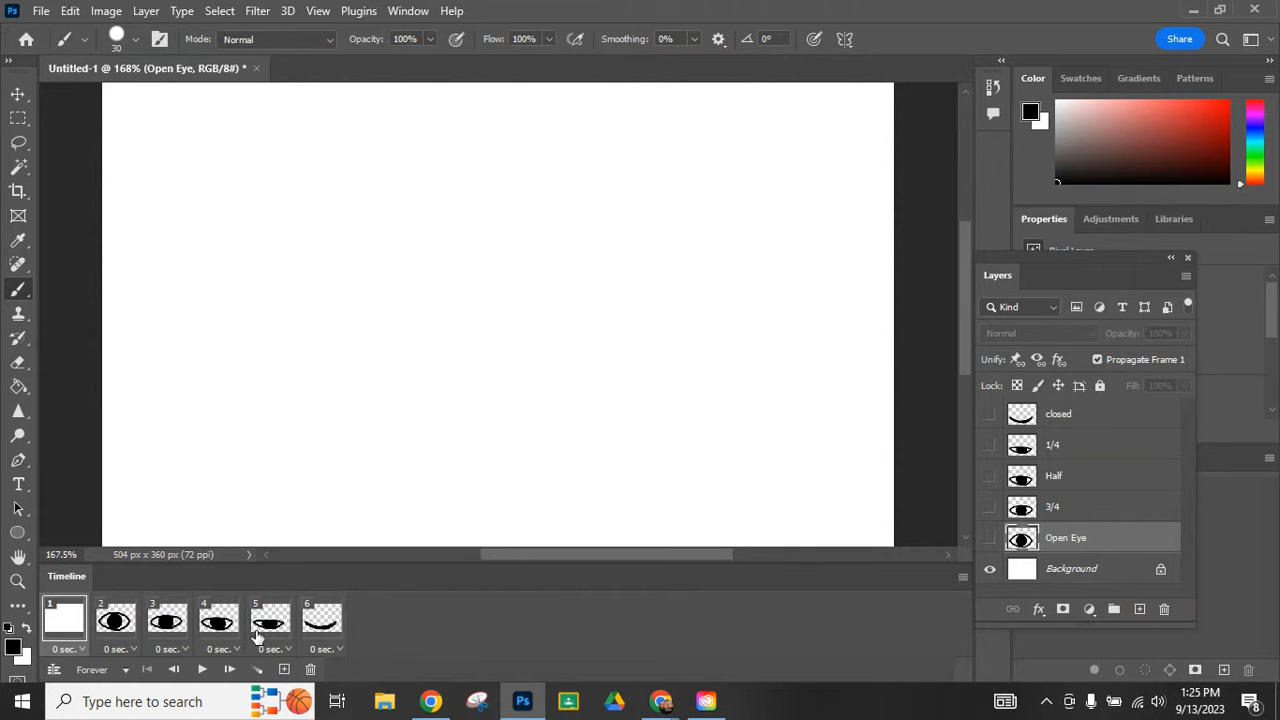 Ps File Edit Image Layer Type Select Filter 3D View Plugins Window Help
30 Mode: Normal Opacity: 100% Flow: 100% Smoothing: 0% 0° Share
Untitled-1 @ 168% (Open Eye, RGB/8#) *
Color Swatches Gradients Patterns
Properties Adjustments Libraries
Layers
Kind
Normal Opacity: 100%
Unify: Propagate Frame 1
Lock: Fill: 100%
closed
1/4
Half
3/4
Open Eye
Background
167.5% 504 px x 360 px (72 ppi)
Timeline
1 2 3 4 5 6
0 sec. 0 sec. 0 sec. 0 sec. 0 sec. 0 sec.
Forever
Type here to search
Ps
1:25 PM
9/13/2023
8